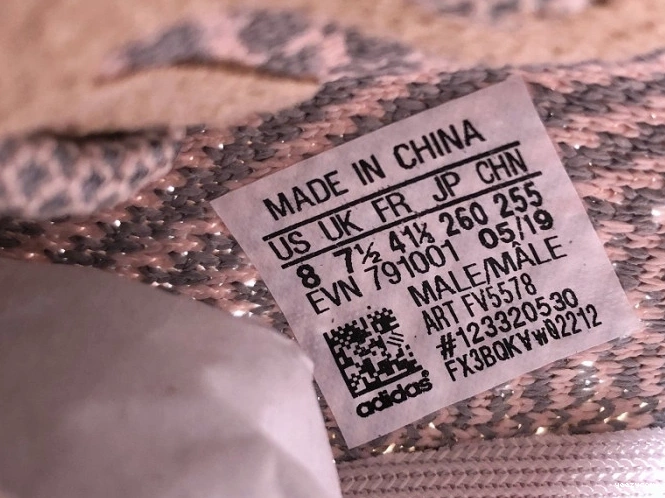 MADE IN CHINA
US UK FR JP CHN
8 7½ 41⅓ 260 255
EVN 791001 05/19
MALE/MÂLE
ART FV5578
#123320530
FX3BQKVwQ2212
adidas®